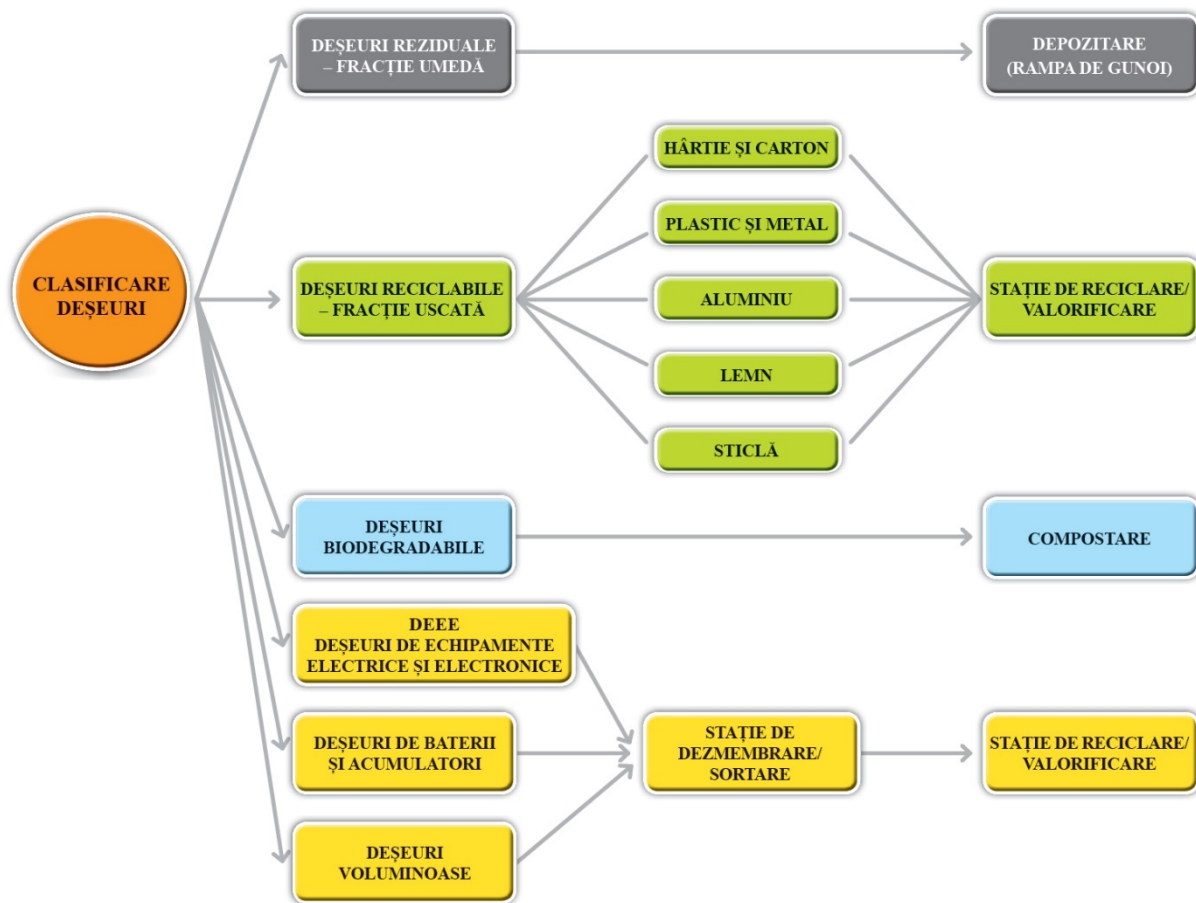 DEȘEURI REZIDUALE
– FRACȚIE UMEDĂ
DEPOZITARE
(RAMPA DE GUNOI)
HÂRTIE ȘI CARTON
PLASTIC ȘI METAL
CLASIFICARE
DEȘEURI
DEȘEURI RECICLABILE
– FRACȚIE USCATĂ
ALUMINIU
STAȚIE DE RECICLARE/
VALORIFICARE
LEMN
STICLĂ
DEȘEURI
BIODEGRADABILE
COMPOSTARE
DEEE
DEȘEURI DE ECHIPAMENTE
ELECTRICE ȘI ELECTRONICE
DEȘEURI DE BATERII
ȘI ACUMULATORI
STAȚIE DE
DEZMEMBRARE/
SORTARE
STAȚIE DE RECICLARE/
VALORIFICARE
DEȘEURI
VOLUMINOASE